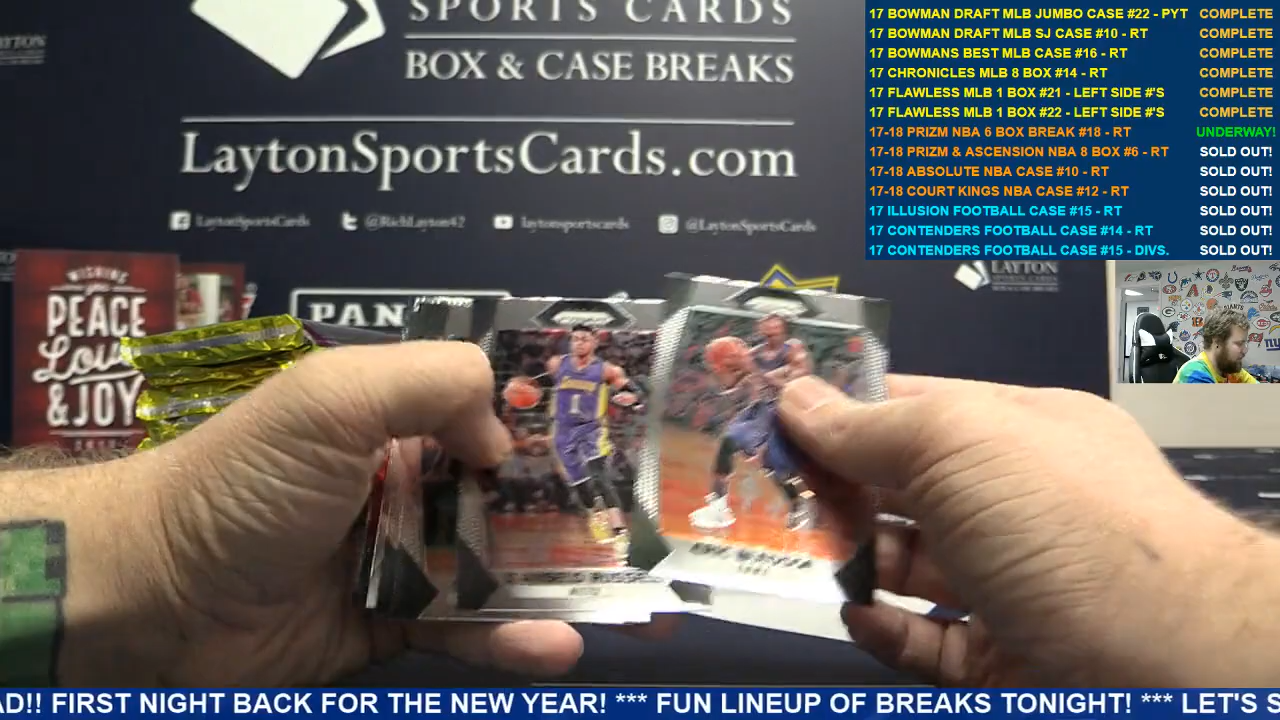 SPORTS CARDS
BOX & CASE BREAKS
LaytonSportsCards.com
LaytonSportsCards
@RichLayton42
laytonsportscards
@LaytonSportsCards
17 BOWMAN DRAFT MLB JUMBO CASE #22 - PYT COMPLETE
17 BOWMAN DRAFT MLB SJ CASE #10 - RT COMPLETE
17 BOWMANS BEST MLB CASE #16 - RT COMPLETE
17 CHRONICLES MLB 8 BOX #14 - RT COMPLETE
17 FLAWLESS MLB 1 BOX #21 - LEFT SIDE #'S COMPLETE
17 FLAWLESS MLB 1 BOX #22 - LEFT SIDE #'S COMPLETE
17-18 PRIZM NBA 6 BOX BREAK #18 - RT UNDERWAY!
17-18 PRIZM & ASCENSION NBA 8 BOX #6 - RT SOLD OUT!
17-18 ABSOLUTE NBA CASE #10 - RT SOLD OUT!
17-18 COURT KINGS NBA CASE #12 - RT SOLD OUT!
17 ILLUSION FOOTBALL CASE #15 - RT SOLD OUT!
17 CONTENDERS FOOTBALL CASE #14 - RT SOLD OUT!
17 CONTENDERS FOOTBALL CASE #15 - DIVS. SOLD OUT!
LAYTON
WISHING
you
PEACE
Love
& JOY
PANI
AD!! FIRST NIGHT BACK FOR THE NEW YEAR! *** FUN LINEUP OF BREAKS TONIGHT! *** LET'S S